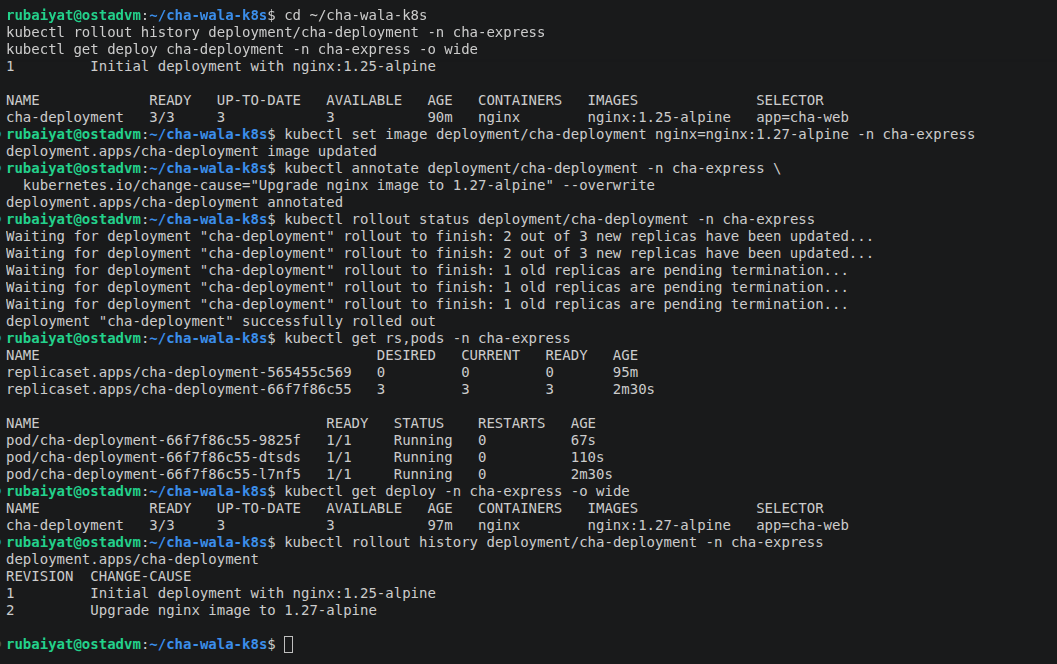 rubaiyat@ostadvm:~/cha-wala-k8s$ cd ~/cha-wala-k8s
kubectl rollout history deployment/cha-deployment -n cha-express
kubectl get deploy cha-deployment -n cha-express -o wide
1         Initial deployment with nginx:1.25-alpine

NAME             READY   UP-TO-DATE   AVAILABLE   AGE   CONTAINERS   IMAGES              SELECTOR
cha-deployment   3/3     3            3           90m   nginx        nginx:1.25-alpine   app=cha-web
rubaiyat@ostadvm:~/cha-wala-k8s$ kubectl set image deployment/cha-deployment nginx=nginx:1.27-alpine -n cha-express
deployment.apps/cha-deployment image updated
rubaiyat@ostadvm:~/cha-wala-k8s$ kubectl annotate deployment/cha-deployment -n cha-express \
  kubernetes.io/change-cause="Upgrade nginx image to 1.27-alpine" --overwrite
deployment.apps/cha-deployment annotated
rubaiyat@ostadvm:~/cha-wala-k8s$ kubectl rollout status deployment/cha-deployment -n cha-express
Waiting for deployment "cha-deployment" rollout to finish: 2 out of 3 new replicas have been updated...
Waiting for deployment "cha-deployment" rollout to finish: 2 out of 3 new replicas have been updated...
Waiting for deployment "cha-deployment" rollout to finish: 1 old replicas are pending termination...
Waiting for deployment "cha-deployment" rollout to finish: 1 old replicas are pending termination...
Waiting for deployment "cha-deployment" rollout to finish: 1 old replicas are pending termination...
deployment "cha-deployment" successfully rolled out
rubaiyat@ostadvm:~/cha-wala-k8s$ kubectl get rs,pods -n cha-express
NAME                                        DESIRED   CURRENT   READY   AGE
replicaset.apps/cha-deployment-565455c569   0         0         0       95m
replicaset.apps/cha-deployment-66f7f86c55   3         3         3       2m30s

NAME                                  READY   STATUS    RESTARTS   AGE
pod/cha-deployment-66f7f86c55-9825f   1/1     Running   0          67s
pod/cha-deployment-66f7f86c55-dtsds   1/1     Running   0          110s
pod/cha-deployment-66f7f86c55-l7nf5   1/1     Running   0          2m30s
rubaiyat@ostadvm:~/cha-wala-k8s$ kubectl get deploy -n cha-express -o wide
NAME             READY   UP-TO-DATE   AVAILABLE   AGE   CONTAINERS   IMAGES              SELECTOR
cha-deployment   3/3     3            3           97m   nginx        nginx:1.27-alpine   app=cha-web
rubaiyat@ostadvm:~/cha-wala-k8s$ kubectl rollout history deployment/cha-deployment -n cha-express
deployment.apps/cha-deployment
REVISION  CHANGE-CAUSE
1         Initial deployment with nginx:1.25-alpine
2         Upgrade nginx image to 1.27-alpine

rubaiyat@ostadvm:~/cha-wala-k8s$